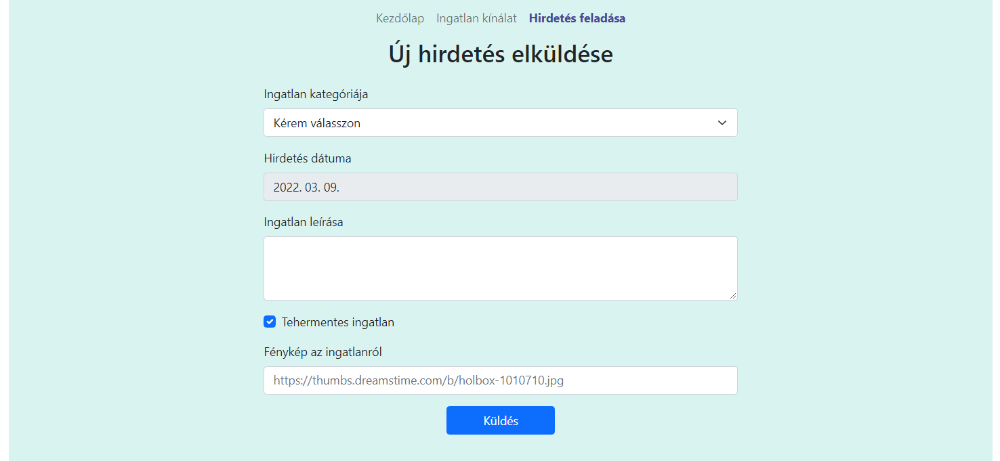 Kezdőlap Ingatlan kínálat Hirdetés feladása
Új hirdetés elküldése
Ingatlan kategóriája
Kérem válasszon
Hirdetés dátuma
2022. 03. 09.
Ingatlan leírása
Tehermentes ingatlan
Fénykép az ingatlanról
https://thumbs.dreamstime.com/b/holbox-1010710.jpg
Küldés